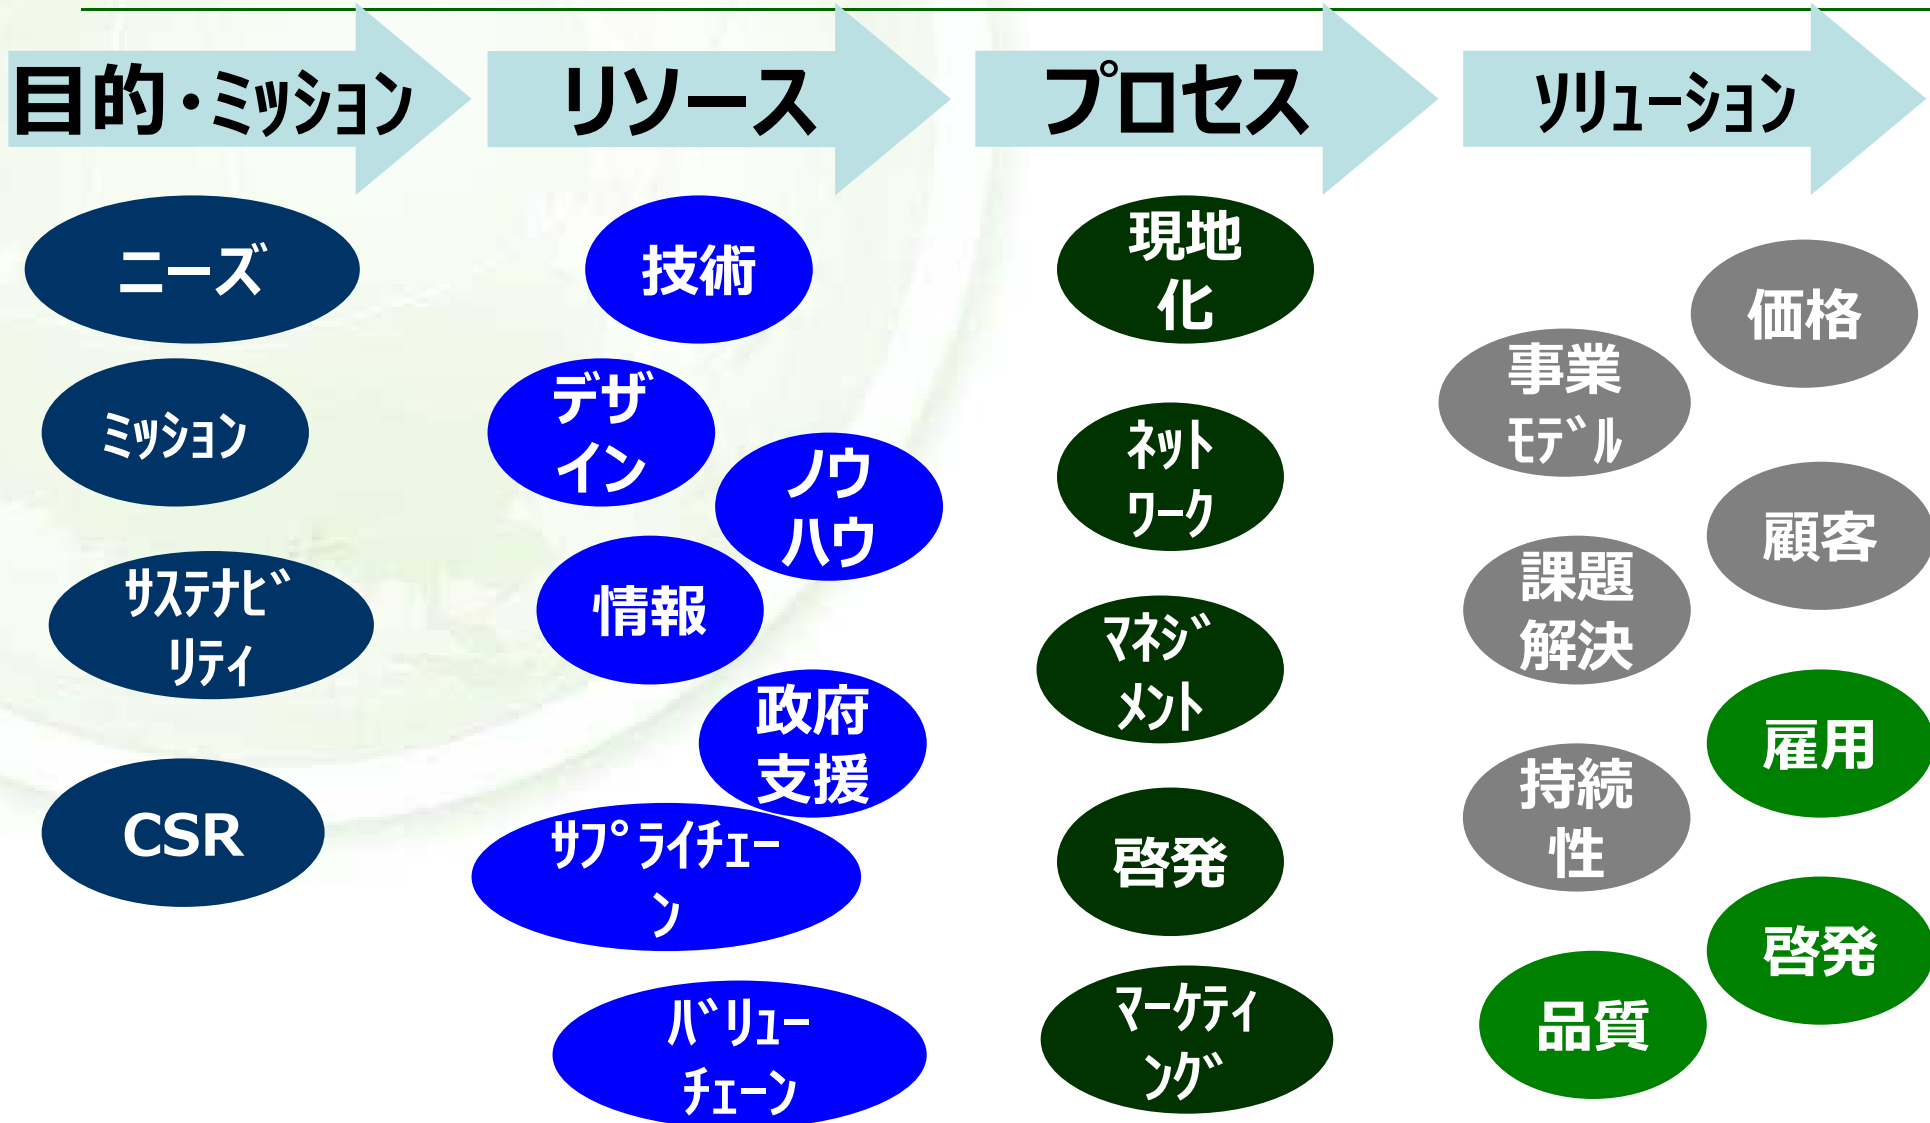 目的・ﾐｯｼｮﾝ
リソース
プロセス
ｿﾘｭｰｼｮﾝ
ニーズ
ﾐｯｼｮﾝ
ｻｽﾃﾅﾋﾞ
ﾘﾃｨ
CSR
技術
デザ
イン
ノウ
ハウ
情報
政府
支援
ｻﾌﾟﾗｲﾁｪｰ
ﾝ
ﾊﾞﾘｭｰ
ﾁｪｰﾝ
現地
化
ﾈｯﾄ
ﾜｰｸ
ﾏﾈｼﾞ
ﾒﾝﾄ
啓発
ﾏｰｹﾃｨ
ﾝｸﾞ
価格
事業
ﾓﾃﾞﾙ
顧客
課題
解決
雇用
持続
性
啓発
品質